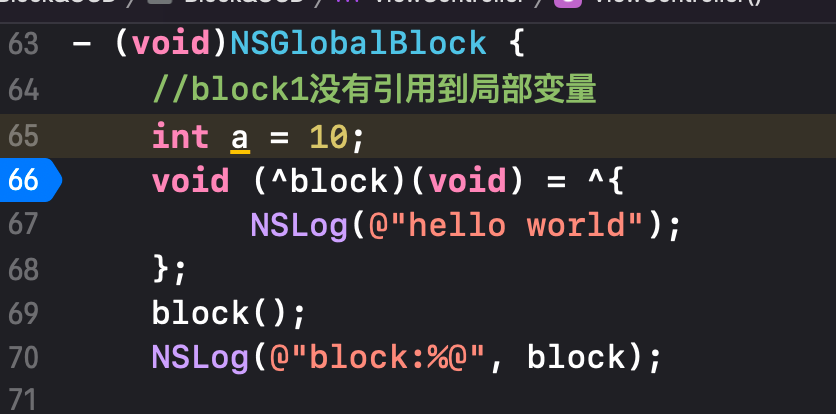 63 - (void)NSGlobalBlock {
64 //block1没有引用到局部变量
65 int a = 10;
66 void (^block)(void) = ^{
67 NSLog(@"hello world");
68 };
69 block();
70 NSLog(@"block:%@", block);
71